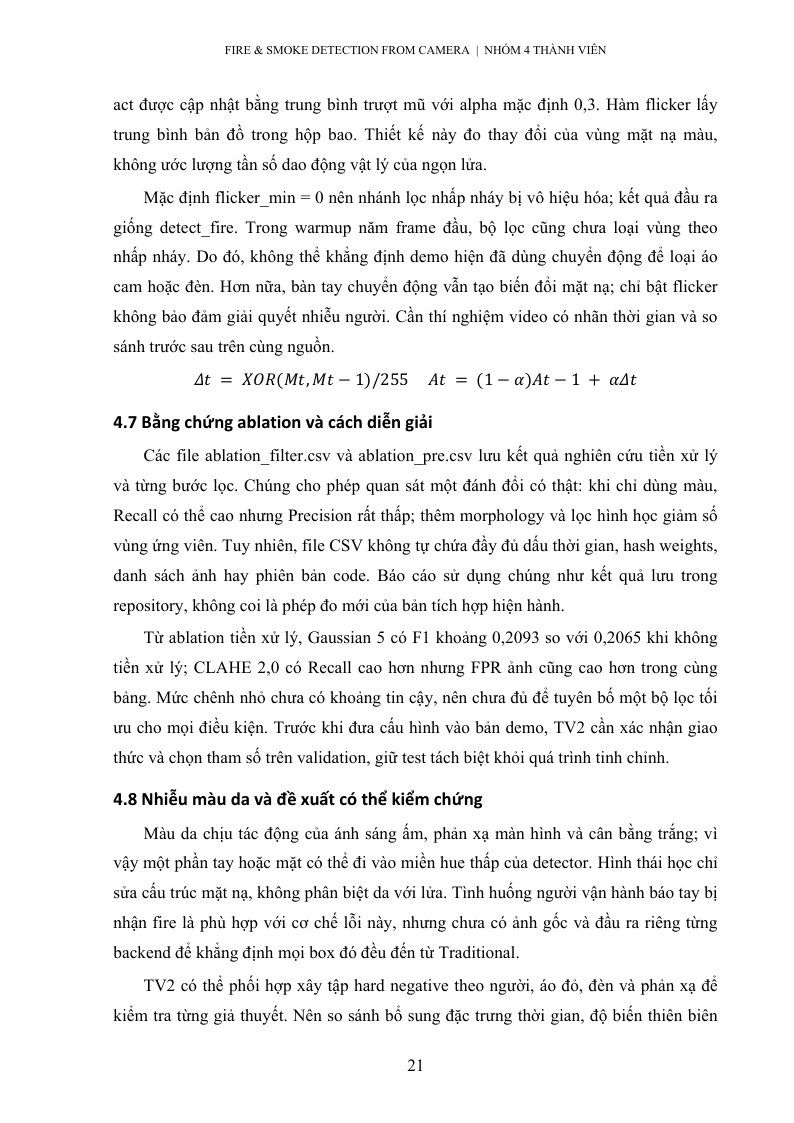 FIRE & SMOKE DETECTION FROM CAMERA | NHÓM 4 THÀNH VIÊN
act được cập nhật bằng trung bình trượt mũ với alpha mặc định 0,3. Hàm flicker lấy
trung bình bản đồ trong hộp bao. Thiết kế này đo thay đổi của vùng mặt nạ màu,
không ước lượng tần số dao động vật lý của ngọn lửa.
Mặc định flicker_min = 0 nên nhánh lọc nhấp nháy bị vô hiệu hóa; kết quả đầu ra
giống detect_fire. Trong warmup năm frame đầu, bộ lọc cũng chưa loại vùng theo
nhấp nháy. Do đó, không thể khẳng định demo hiện đã dùng chuyển động để loại áo
cam hoặc đèn. Hơn nữa, bàn tay chuyển động vẫn tạo biến đổi mặt nạ; chỉ bật flicker
không bảo đảm giải quyết nhiễu người. Cần thí nghiệm video có nhãn thời gian và so
sánh trước sau trên cùng nguồn.
Δt = XOR(Mt, Mt − 1)/255 At = (1 − α)At − 1 + αΔt
4.7 Bằng chứng ablation và cách diễn giải
Các file ablation_filter.csv và ablation_pre.csv lưu kết quả nghiên cứu tiền xử lý
và từng bước lọc. Chúng cho phép quan sát một đánh đổi có thật: khi chỉ dùng màu,
Recall có thể cao nhưng Precision rất thấp; thêm morphology và lọc hình học giảm số
vùng ứng viên. Tuy nhiên, file CSV không tự chứa đầy đủ dấu thời gian, hash weights,
danh sách ảnh hay phiên bản code. Báo cáo sử dụng chúng như kết quả lưu trong
repository, không coi là phép đo mới của bản tích hợp hiện hành.
Từ ablation tiền xử lý, Gaussian 5 có F1 khoảng 0,2093 so với 0,2065 khi không
tiền xử lý; CLAHE 2,0 có Recall cao hơn nhưng FPR ảnh cũng cao hơn trong cùng
bảng. Mức chênh nhỏ chưa có khoảng tin cậy, nên chưa đủ để tuyên bố một bộ lọc tối
ưu cho mọi điều kiện. Trước khi đưa cấu hình vào bản demo, TV2 cần xác nhận giao
thức và chọn tham số trên validation, giữ test tách biệt khỏi quá trình tinh chỉnh.
4.8 Nhiễu màu da và đề xuất có thể kiểm chứng
Màu da chịu tác động của ánh sáng ấm, phản xạ màn hình và cân bằng trắng; vì
vậy một phần tay hoặc mặt có thể đi vào miền hue thấp của detector. Hình thái học chỉ
sửa cấu trúc mặt nạ, không phân biệt da với lửa. Tình huống người vận hành báo tay bị
nhận fire là phù hợp với cơ chế lỗi này, nhưng chưa có ảnh gốc và đầu ra riêng từng
backend để khẳng định mọi box đó đều đến từ Traditional.
TV2 có thể phối hợp xây tập hard negative theo người, áo đỏ, đèn và phản xạ để
kiểm tra từng giả thuyết. Nên so sánh bổ sung đặc trưng thời gian, độ biến thiên biên
21